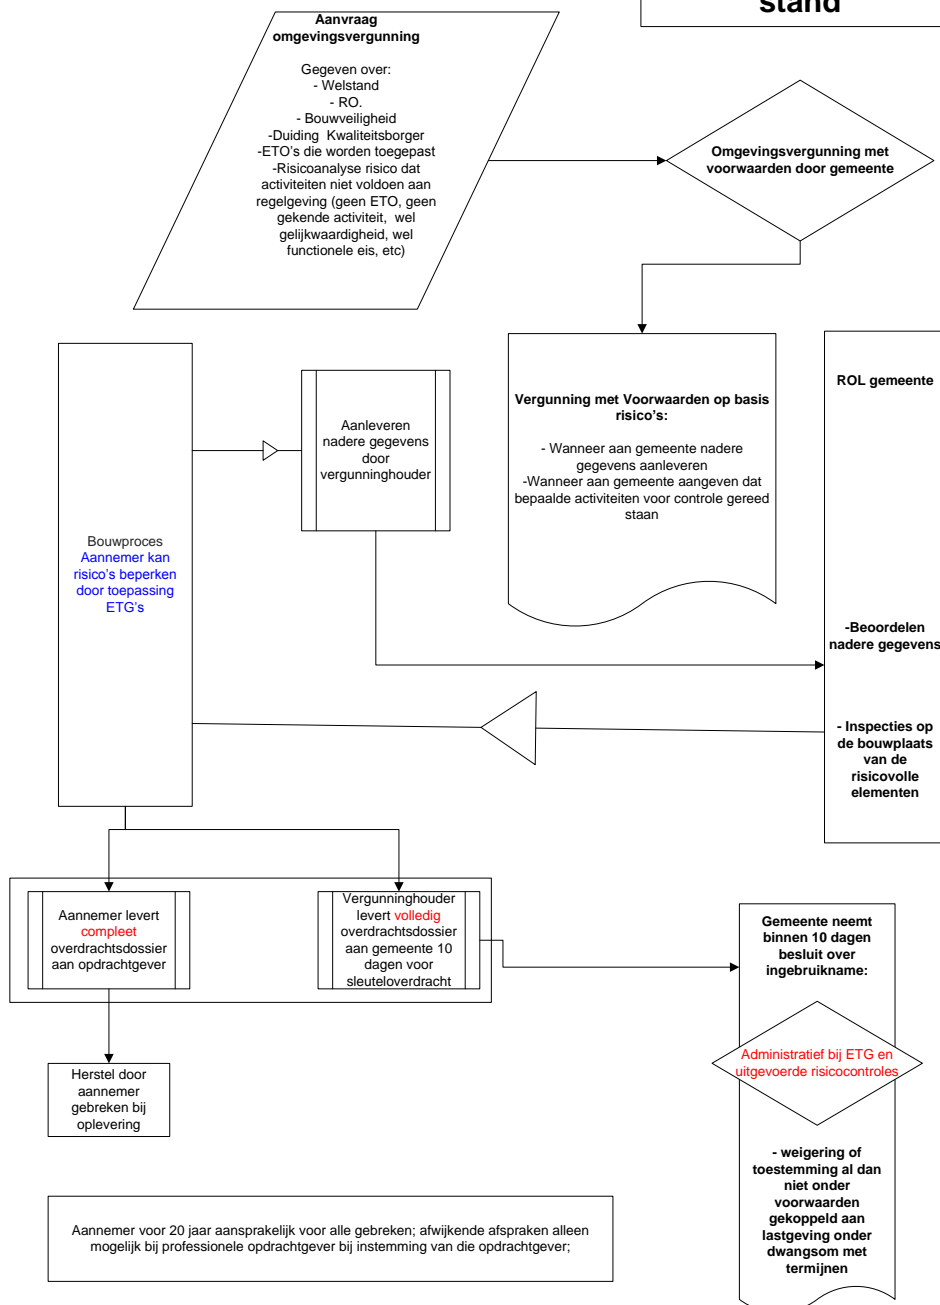 stand
Aanvraag
omgevingsvergunning
Gegeven over:
- Welstand
- RO.
- Bouwveiligheid
-Duiding Kwaliteitsborger
-ETO's die worden toegepast
-Risicoanalyse risico dat
activiteiten niet voldoen aan
regelgeving (geen ETO, geen
gekende activiteit, wel
gelijkwaardigheid, wel
functionele eis, etc)
Omgevingsvergunning met
voorwaarden door gemeente
Vergunning met Voorwaarden op basis
risico's:
- Wanneer aan gemeente nadere
gegevens aanleveren
-Wanneer aan gemeente aangeven dat
bepaalde activiteiten voor controle gereed
staan
ROL gemeente
-Beoordelen
nadere gegevens
- Inspecties op
de bouwplaats
van de
risicovolle
elementen
Aanleveren
nadere gegevens
door
vergunninghouder
Bouwproces
Aannemer kan
risico's beperken
door toepassing
ETG's
Aannemer levert
compleet
overdrachtsdossier
aan opdrachtgever
Vergunninghouder
levert volledig
overdrachtsdossier
aan gemeente 10
dagen voor
sleuteloverdracht
Gemeente neemt
binnen 10 dagen
besluit over
ingebruikname:
Administratief bij ETG en
uitgevoerde risicocontroles
- weigering of
toestemming al dan
niet onder
voorwaarden
gekoppeld aan
lastgeving onder
dwangsom met
termijnen
Herstel door
aannemer
gebreken bij
oplevering
Aannemer voor 20 jaar aansprakelijk voor alle gebreken; afwijkende afspraken alleen
mogelijk bij professionele opdrachtgever bij instemming van die opdrachtgever;